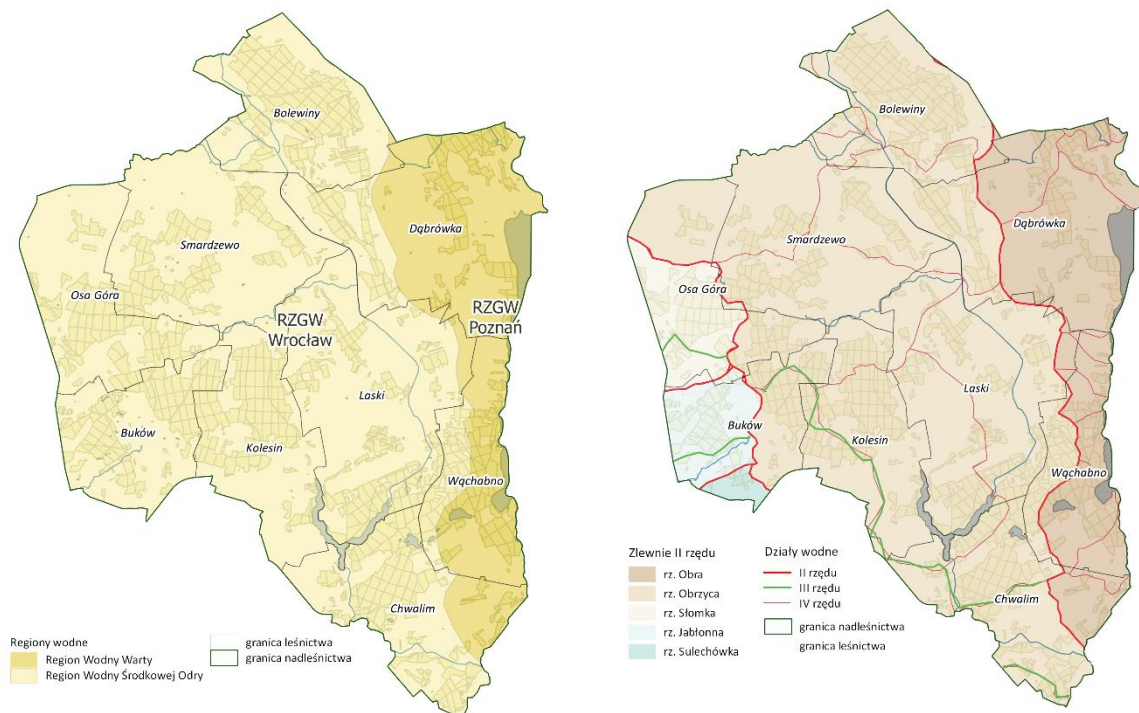 Bolewiny
Dąbrówka
Smardzewo
Osa Góra
RZGW
Wrocław
RZGW
Poznań
Laski
Buków
Kolesin
Wąchabno
Chwalim
Regiony wodne
Region Wodny Warty
Region Wodny Środkowej Odry
granica leśnictwa
granica nadleśnictwa
Bolewiny
Dąbrówka
Smardzewo
Osa Góra
Laski
Buków
Kolesin
Wąchabno
Chwalim
Zlewnie II rzędu
rz. Obra
rz. Obrzyca
rz. Słomka
rz. Jabłonna
rz. Sulechówka
Działy wodne
II rzędu
III rzędu
IV rzędu
granica nadleśnictwa
granica leśnictwa